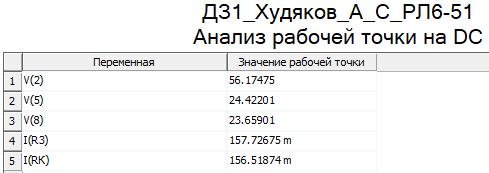 ДЗ1_Худяков_А_С_РЛ6-51
Анализ рабочей точки на DC
Переменная Значение рабочей точки
1 V(2) 56.17475
2 V(5) 24.42201
3 V(8) 23.65901
4 I(R3) 157.72675 m
5 I(RK) 156.51874 m